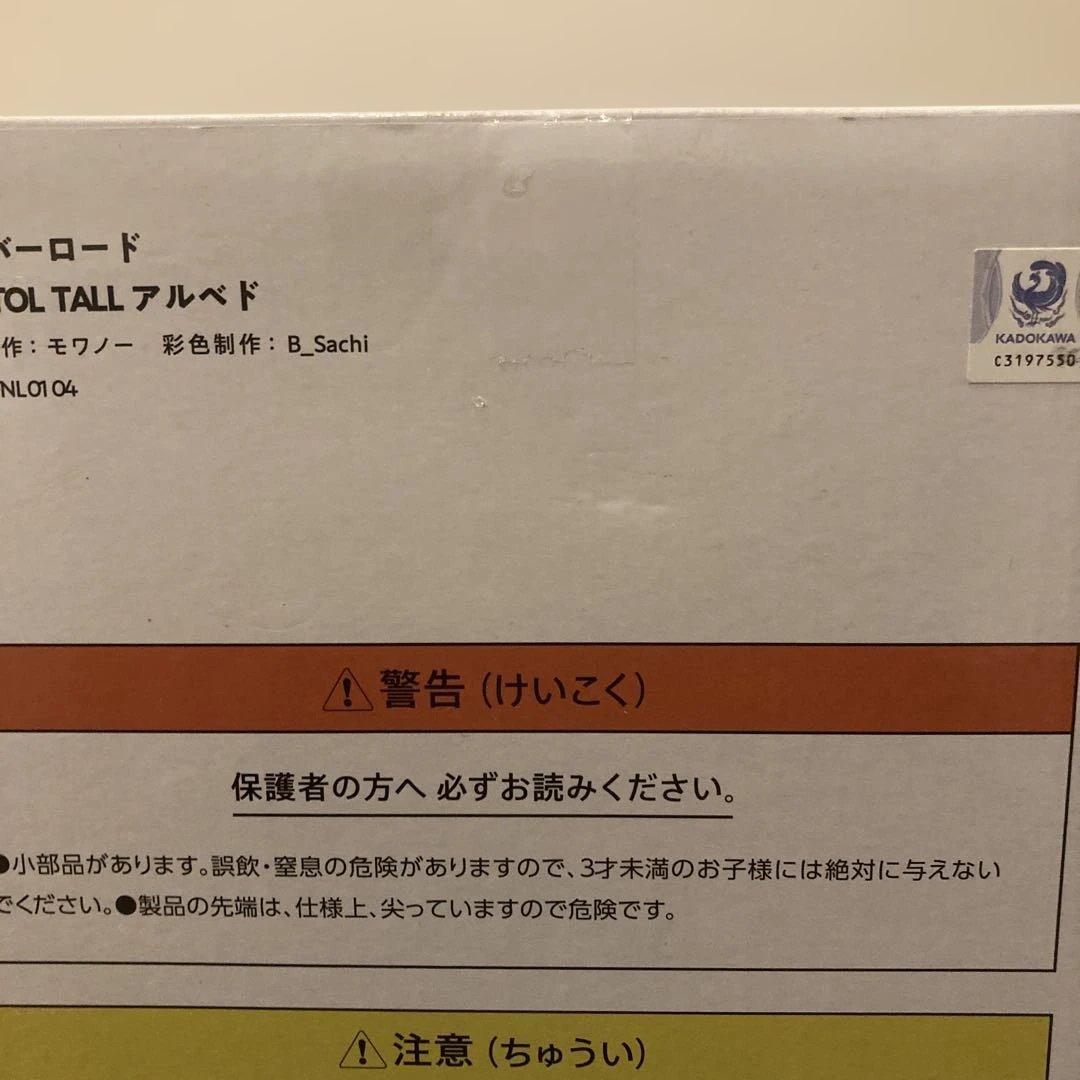 バーロード
TOL TALL アルベド
作：モワノー　彩色制作：B_Sachi
NL0104
KADOKAWA
C3197550
警告（けいこく）
保護者の方へ 必ずお読みください。
●小部品があります。誤飲・窒息の危険がありますので、3才未満のお子様には絶対に与えない
でください。●製品の先端は、仕様上、尖っていますので危険です。
注意（ちゅうい）